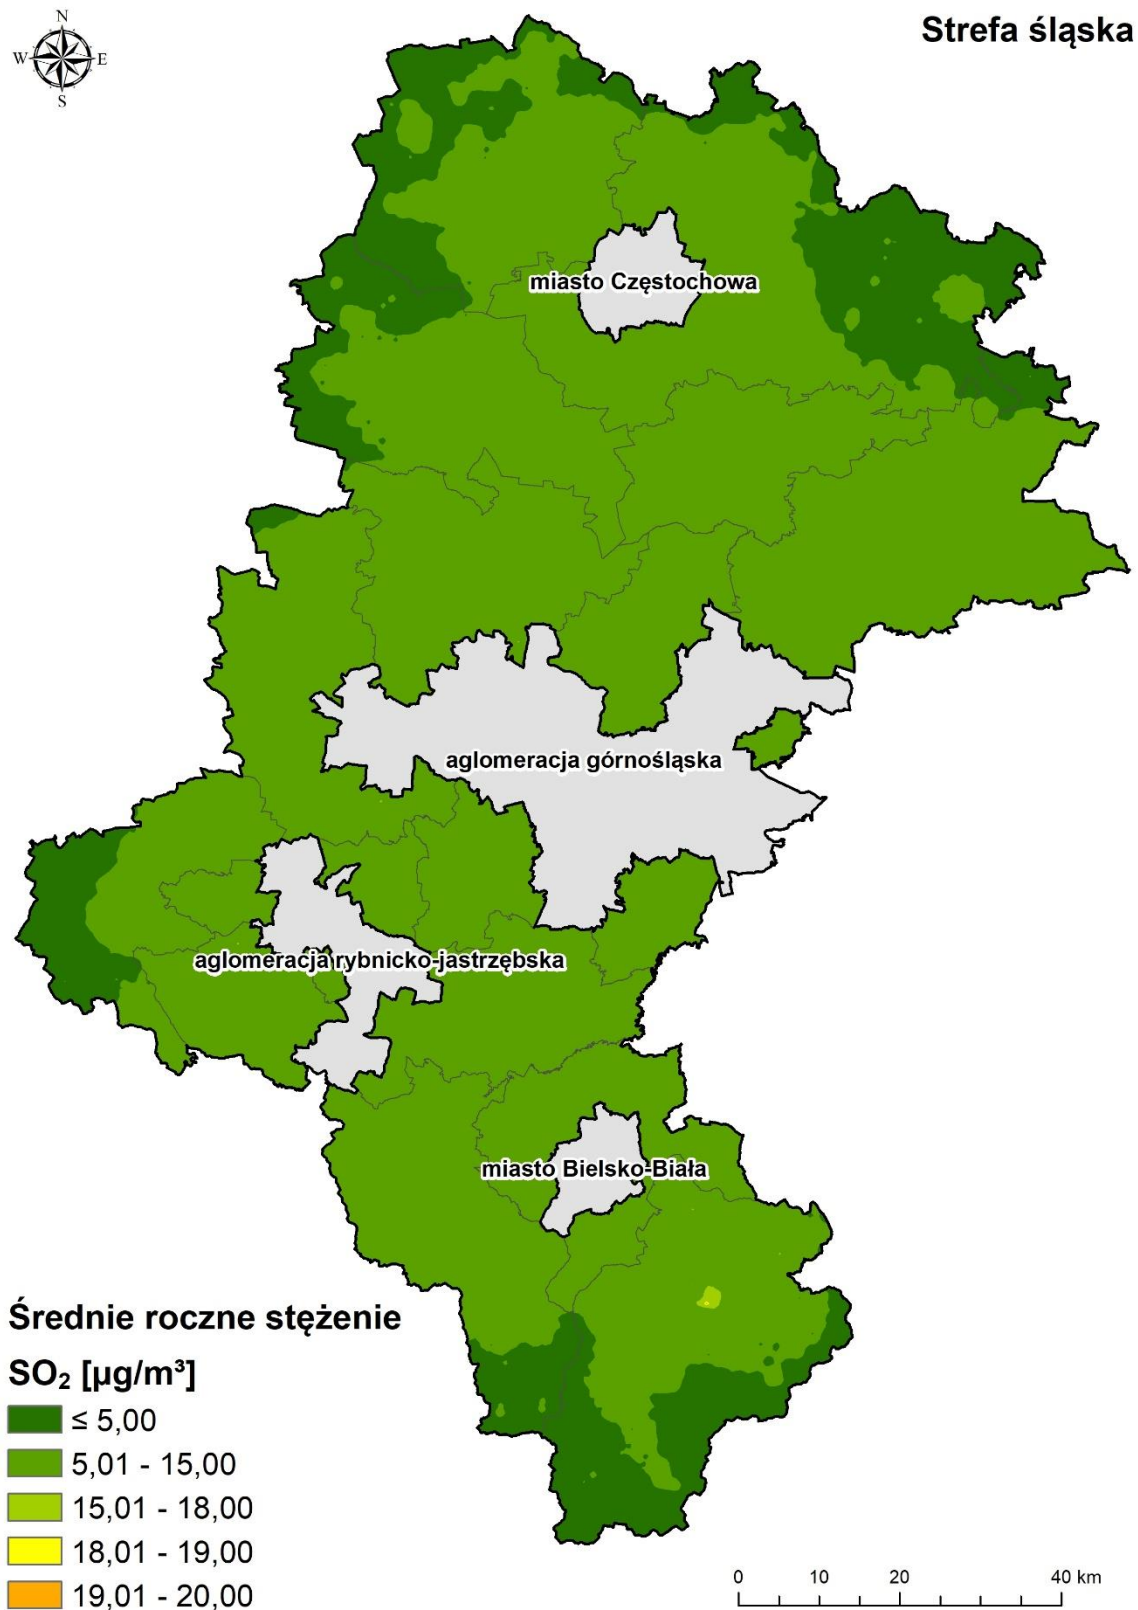 N
W E
S
Strefa śląska
miasto Częstochowa
aglomeracja górnośląska
aglomeracja rybnicko-jastrzębska
miasto Bielsko-Biała
Średnie roczne stężenie
SO₂ [µg/m³]
≤ 5,00
5,01 - 15,00
15,01 - 18,00
18,01 - 19,00
19,01 - 20,00
0 10 20 40 km